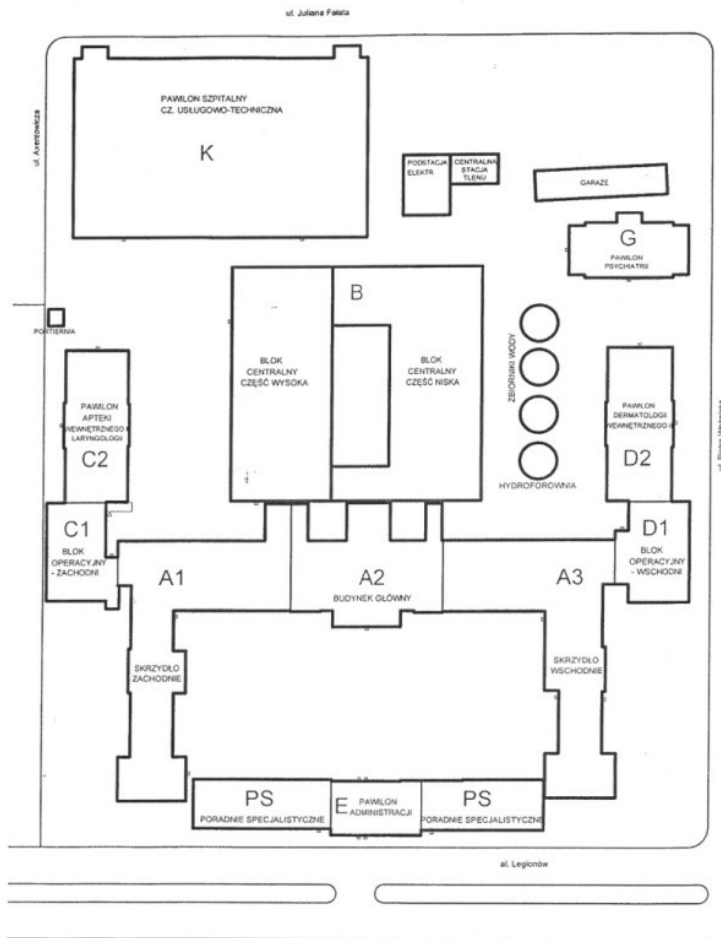 ul. Juliana Fałata
ul. Axentowicza
PAWILON SZPITALNY
CZ. USŁUGOWO-TECHNICZNA
K
PODSTACJA
ELEKTR.
CENTRALNA
STACJA
TLENU
GARAŻE
G
PAWILON
PSYCHIATRII
B
PORTIERNIA
BLOK
CENTRALNY
CZĘŚĆ WYSOKA
BLOK
CENTRALNY
CZĘŚĆ NISKA
ZBIORNIKI WODY
HYDROFOROWNIA
PAWILON
APTEKI
WEWNĘTRZNEGO I
LARYNGOLOGII
C2
PAWILON
DERMATOLOGII
WEWNĘTRZNEGO II
D2
C1
BLOK
OPERACYJNY
- ZACHODNI
D1
BLOK
OPERACYJNY
- WSCHODNI
A1
A2
BUDYNEK GŁÓWNY
A3
SKRZYDŁO
ZACHODNIE
SKRZYDŁO
WSCHODNIE
PS
PORADNIE SPECJALISTYCZNE
E
PAWILON
ADMINISTRACJI
PS
PORADNIE SPECJALISTYCZNE
al. Legionów